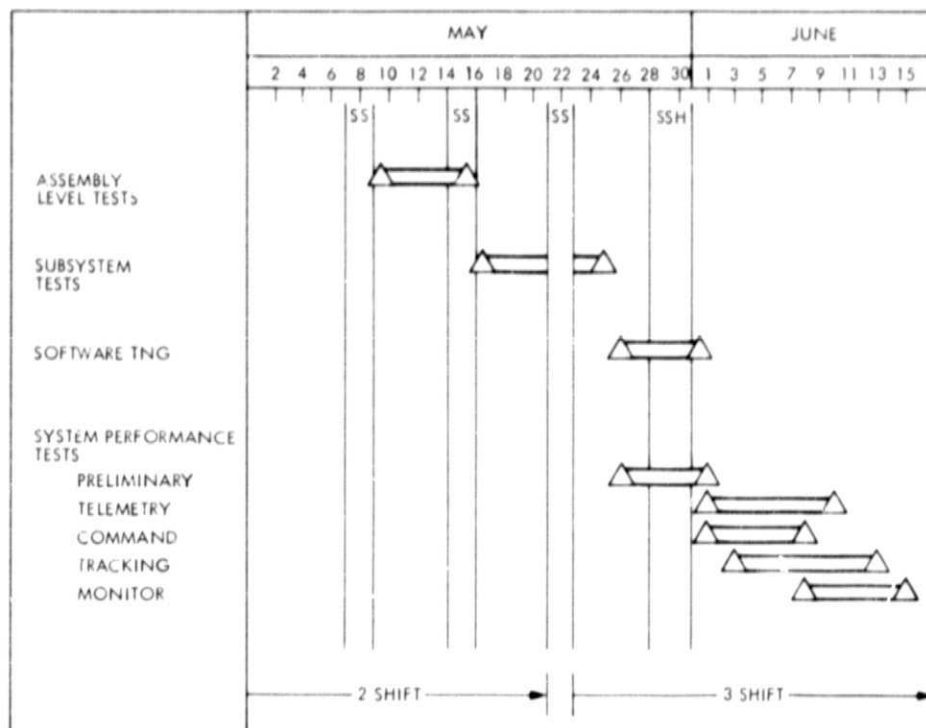 MAY JUNE
2 4 6 8 10 12 14 16 18 20 22 24 26 28 30 1 3 5 7 9 11 13 15
SS SS SS SSH
ASSEMBLY
LEVEL TESTS
SUBSYSTEM
TESTS
SOFTWARE TNG
SYSTEM PERFORMANCE
TESTS
PRELIMINARY
TELEMETRY
COMMAND
TRACKING
MONITOR
2 SHIFT 3 SHIFT